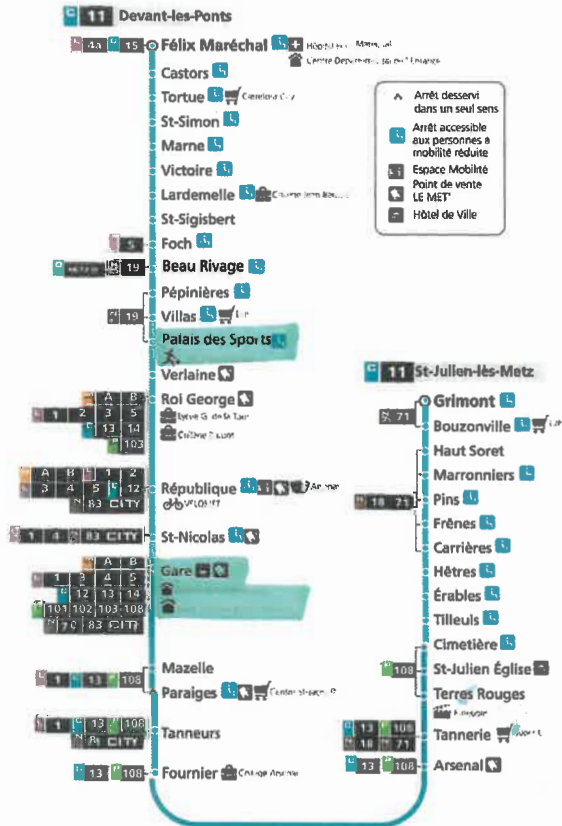 C 11 Devant-les-Ponts
L 4a C 15 Félix Maréchal
Castors
Tortue
St-Simon
Marne
Victoire
Lardemelle
St-Sigisbert
L 5 Foch
19 Beau Rivage
Pépinières
N 19 Villas
Palais des Sports
Verlaine
A B Roi George
L 1 2 3 5
C 13 14
P 103
A B L 1 2
3 4 5 C 12 République
N 83 CITY
L 1 4 N 83 CITY St-Nicolas
A B
L 1 3 4 5 Gare
C 12 13 14
P 101 102 103 108
83 CITY
Mazelle
L 1 C 13 P 108
Paraiges
L 1 C 13 P 108 Tanneurs
CITY
C 13 P 108 Fournier
Arrêt desservi
dans un seul sens
Arrêt accessible
aux personnes à
mobilité réduite
Espace Mobilité
Point de vente
LE MET'
Hôtel de Ville
C 11 St-Julien-lès-Metz
Grimont
71
Bouzonville
Haut Soret
Marronniers
N 18 71 Pins
Frênes
Carrières
Hêtres
Érables
Tilleuls
Cimetière
P 108 St-Julien Église
Terres Rouges
C 13 P 108
N 18 71 Tannerie
C 13 P 108 Arsenal